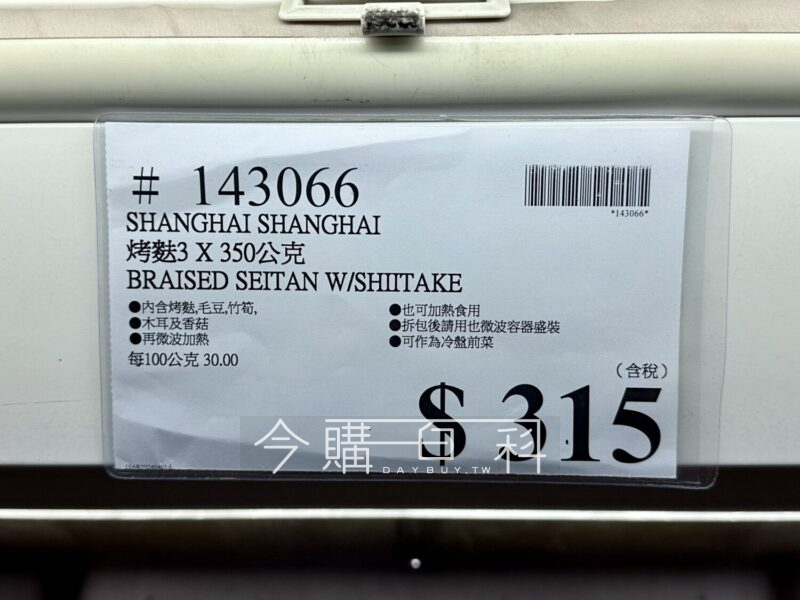 # 143066
*143066*
SHANGHAI SHANGHAI
烤麩3 X 350公克
BRAISED SEITAN W/SHIITAKE
●內含烤麩,毛豆,竹筍,
●木耳及香菇
●再微波加熱
●也可加熱食用
●拆包後請用也微波容器盛裝
●可作為冷盤前菜
每100公克 30.00
(含稅)
$ 315
今購百科
DAYBUY.TW